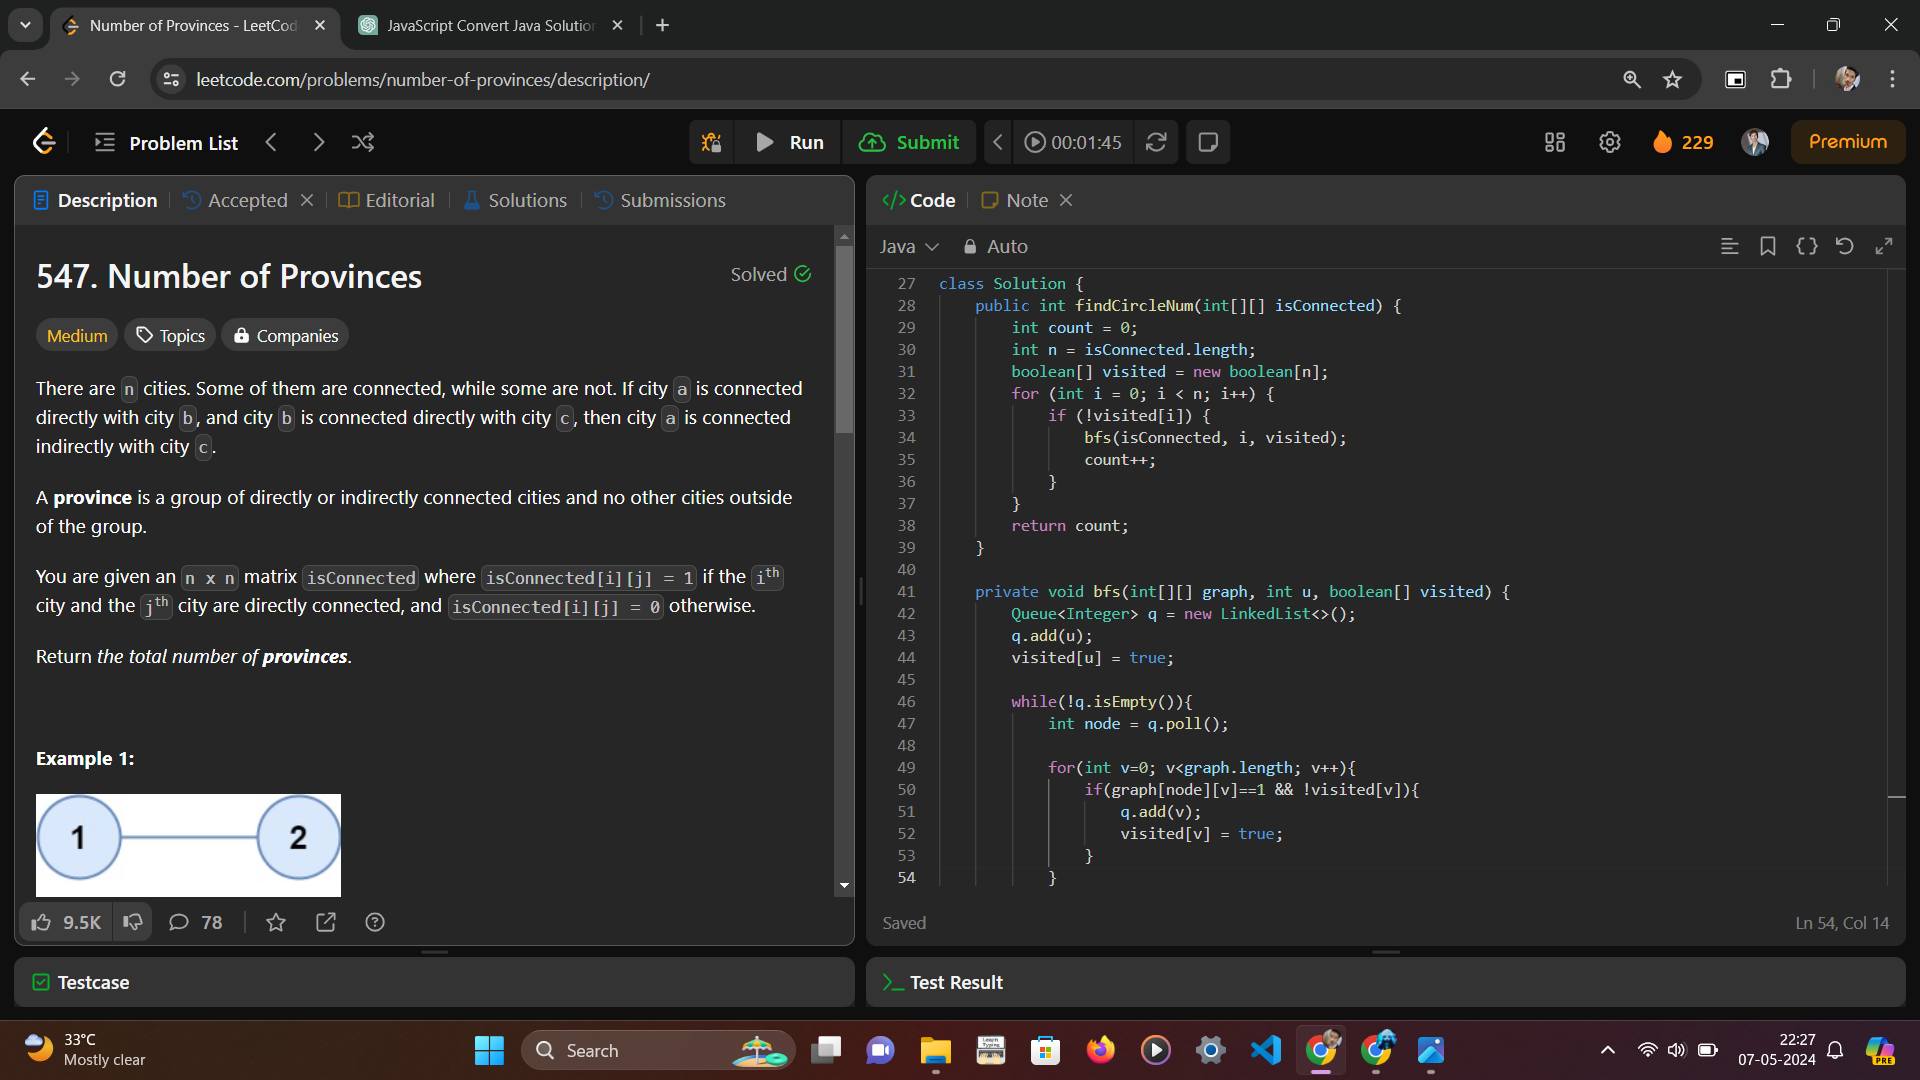 Number of Provinces - LeetCod
JavaScript Convert Java Solution
leetcode.com/problems/number-of-provinces/description/
Problem List
Run
Submit
00:01:45
229
Premium
Description
Accepted
Editorial
Solutions
Submissions
547. Number of Provinces
Solved
Medium
Topics
Companies
There are n cities. Some of them are connected, while some are not. If city a is connected
directly with city b, and city b is connected directly with city c, then city a is connected
indirectly with city c.
A province is a group of directly or indirectly connected cities and no other cities outside
of the group.
You are given an n x n matrix isConnected where isConnected[i][j] = 1 if the ith
city and the jth city are directly connected, and isConnected[i][j] = 0 otherwise.
Return the total number of provinces.
Example 1:
1
2
9.5K
78
Testcase
Code
Note
Java
Auto
27 class Solution {
28 public int findCircleNum(int[][] isConnected) {
29 int count = 0;
30 int n = isConnected.length;
31 boolean[] visited = new boolean[n];
32 for (int i = 0; i < n; i++) {
33 if (!visited[i]) {
34 bfs(isConnected, i, visited);
35 count++;
36 }
37 }
38 return count;
39 }
40
41 private void bfs(int[][] graph, int u, boolean[] visited) {
42 Queue<Integer> q = new LinkedList<>();
43 q.add(u);
44 visited[u] = true;
45
46 while(!q.isEmpty()){
47 int node = q.poll();
48
49 for(int v=0; v<graph.length; v++){
50 if(graph[node][v]==1 && !visited[v]){
51 q.add(v);
52 visited[v] = true;
53 }
54 }
Saved
Ln 54, Col 14
Test Result
33°C
Mostly clear
Search
Learn
Typing
22:27
07-05-2024
PRE